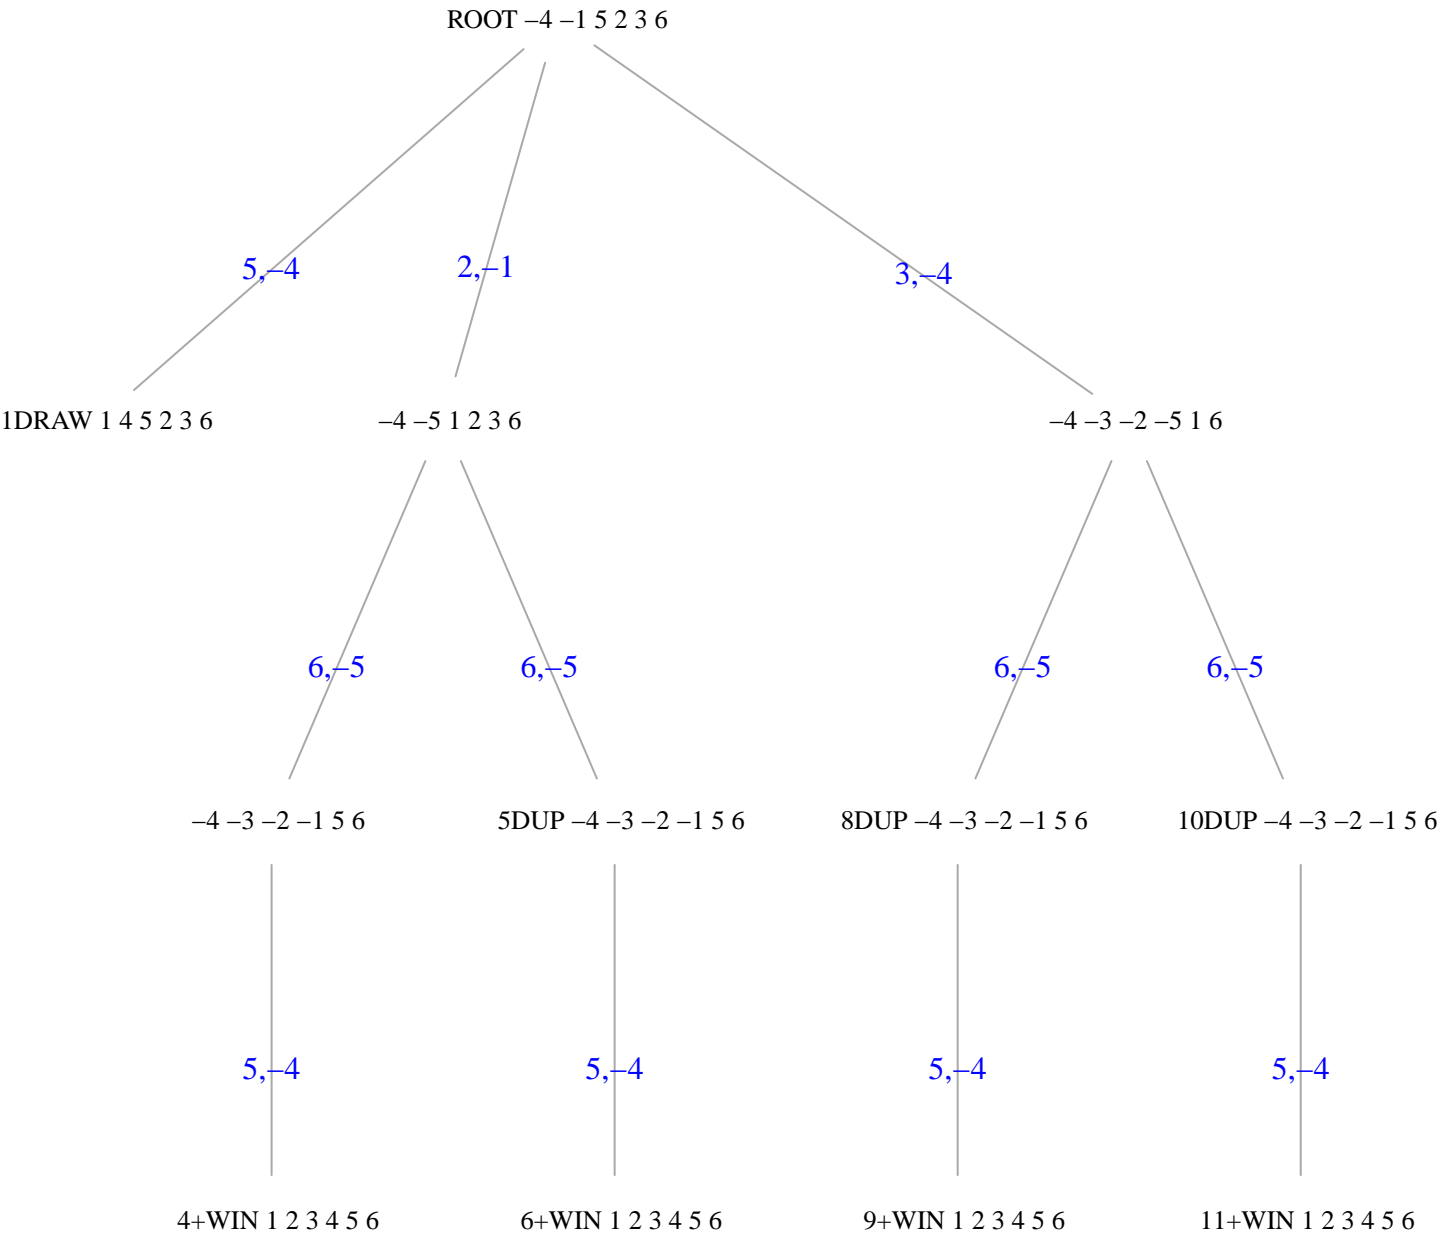 ROOT –4 –1 5 2 3 6
5,–4
2,–1
3,–4
1DRAW 1 4 5 2 3 6
–4 –5 1 2 3 6
–4 –3 –2 –5 1 6
6,–5
6,–5
6,–5
6,–5
–4 –3 –2 –1 5 6
5DUP –4 –3 –2 –1 5 6
8DUP –4 –3 –2 –1 5 6
10DUP –4 –3 –2 –1 5 6
5,–4
5,–4
5,–4
5,–4
4+WIN 1 2 3 4 5 6
6+WIN 1 2 3 4 5 6
9+WIN 1 2 3 4 5 6
11+WIN 1 2 3 4 5 6